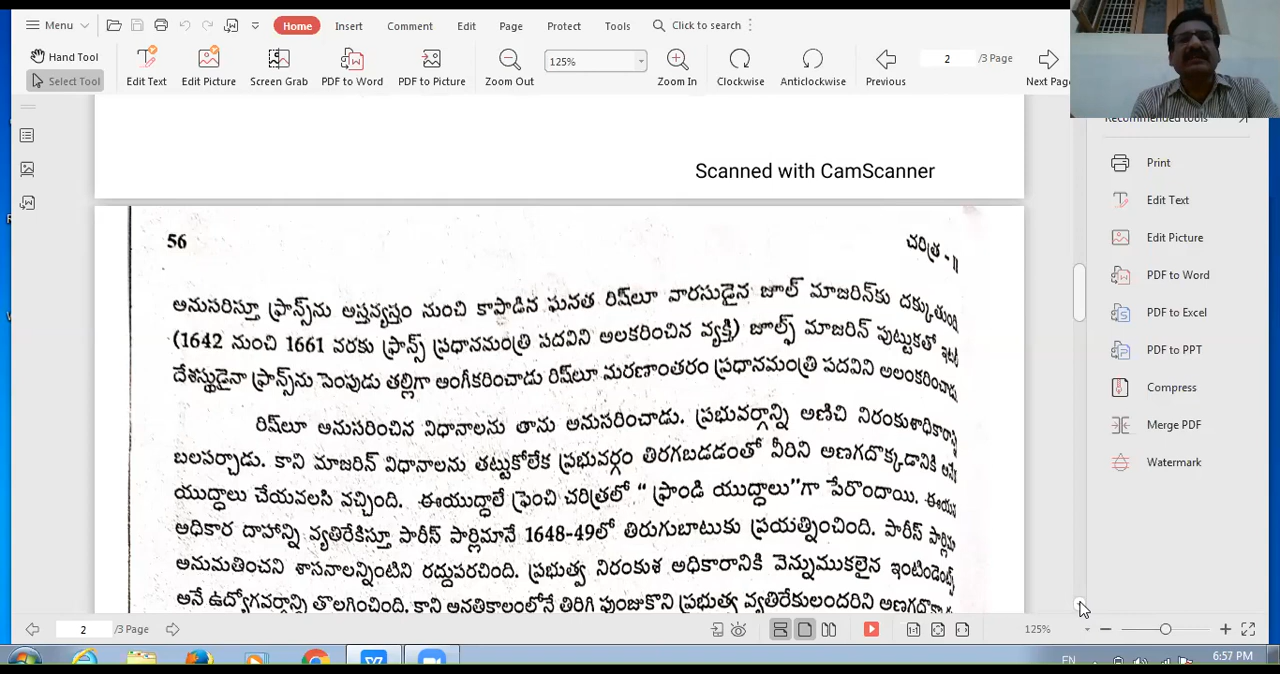 Menu
Home
Insert
Comment
Edit
Page
Protect
Tools
Click to search
Hand Tool
Select Tool
Edit Text
Edit Picture
Screen Grab
PDF to Word
PDF to Picture
Zoom Out
125%
Zoom In
Clockwise
Anticlockwise
Previous
2 /3 Page
Next Page
Scanned with CamScanner
56
చరిత్ర - II
అనుసరిస్తూ ఫ్రాన్స్‌ను అస్తవ్యస్తం నుంచి కాపాడిన ఘనత రిష్‌లూ వారసుడైన జూల్ మాజరిన్‌కు దక్కుతుంది
(1642 నుంచి 1661 వరకు ఫ్రాన్స్ ప్రధానమంత్రి పదవిని అలకరించిన వ్యక్తి) జూల్ఫ్ మాజరిన్ పుట్టుకతో
దేశస్థుడైనా ఫ్రాన్స్‌ను పెంపుడు తల్లిగా అంగీకరించాడు రిష్‌లూ మరణాంతరం ప్రధానమంత్రి పదవిని అలంకరించాడు
రిష్‌లూ అనుసరించిన విధానాలను తాను అనుసరించాడు. ప్రభువర్గాన్ని అణిచి
బలపర్చాడు. కాని మాజరిన్ విధానాలను తట్టుకోలేక ప్రభువర్గం తిరగబడడంతో వీరిని అణగదొక్కడానికి
యుద్ధాలు చేయవలసి వచ్చింది. ఈయుద్ధాలే ఫ్రెంచి చరిత్రలో “ ఫ్రాండి యుద్ధాలు”గా పేరొందాయి.
అధికార దాహాన్ని వ్యతిరేకిస్తూ పారీస్ పార్లిమానే 1648-49లో తిరుగుబాటుకు ప్రయత్నించింది. పారీస్
అనుమతించని శాసనాలన్నింటిని రద్దుపరచింది. ప్రభుత్వ నిరంకుశ అధికారానికి వెన్నుముకలైన ఇంటిండెంట్స్
అనే ఉద్యోగవర్గాన్ని తొలగించింది. కాని అనతికాలంలోనే తిరిగి పుంజుకొని ప్రభుత్వ వ్యతిరేకులందరిని
Recommended tools
Print
Edit Text
Edit Picture
PDF to Word
PDF to Excel
PDF to PPT
Compress
Merge PDF
Watermark
2 /3 Page
125%
EN
6:57 PM